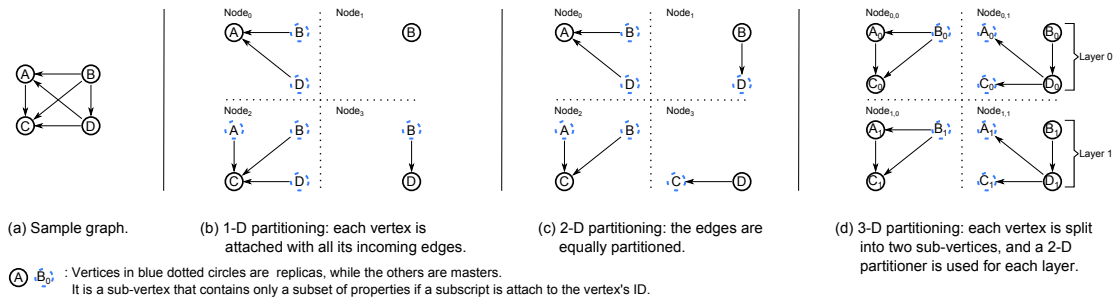 Node0 Node1 Node0 Node1 Node0,0 Node0,1
A B B A B B A0 B0 A0 B0
A B
Layer 0
C D
D D D C0 C0 D0
Node2 Node3 Node2 Node3 Node1,0 Node1,1
A B B A B A1 B1 A1 B1
Layer 1
C D D C C D C1 C1 D1
(a) Sample graph.
(b) 1-D partitioning: each vertex is
attached with all its incoming edges.
(c) 2-D partitioning: the edges are
equally partitioned.
(d) 3-D partitioning: each vertex is split
into two sub-vertices, and a 2-D
partitioner is used for each layer.
A B0 : Vertices in blue dotted circles are replicas, while the others are masters.
It is a sub-vertex that contains only a subset of properties if a subscript is attach to the vertex's ID.